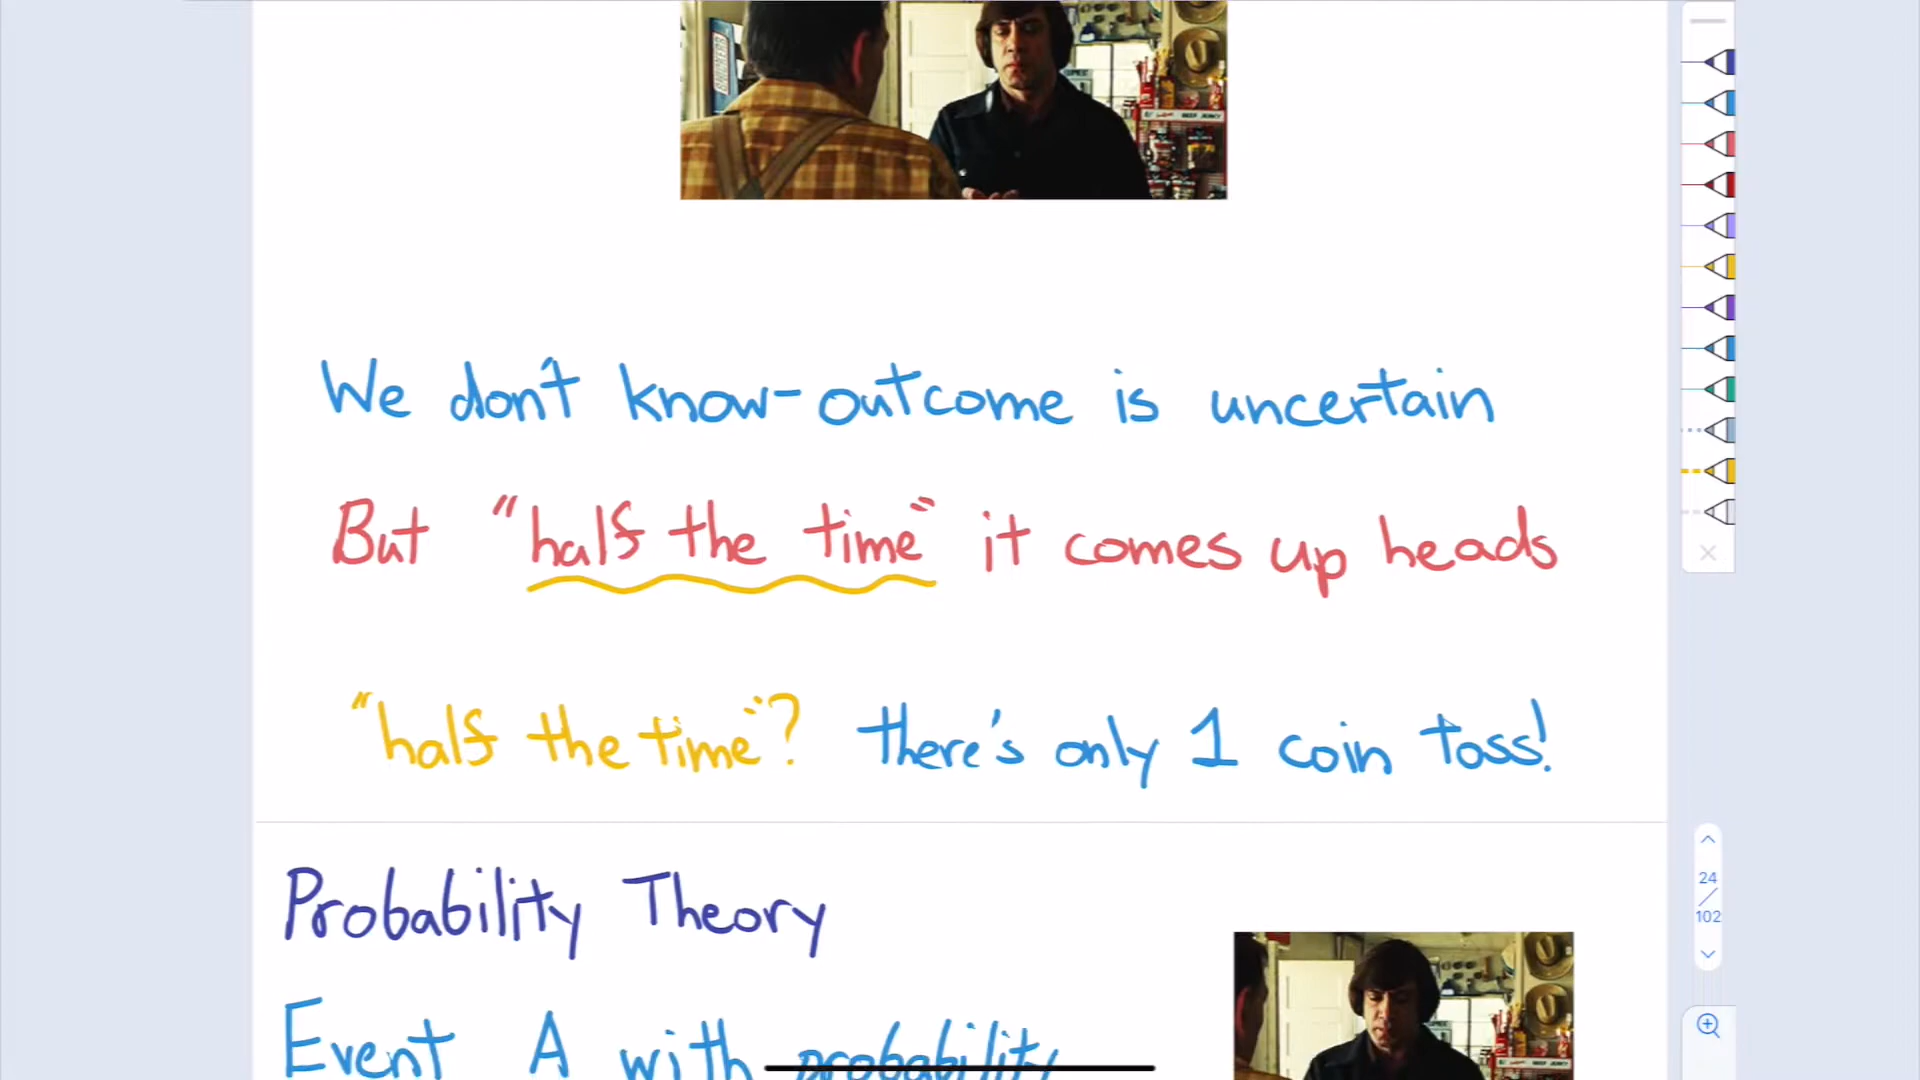 We don't know-outcome is uncertain
But "half the time" it comes up heads
"half the time"? there's only 1 coin toss!
Probability Theory
Event A with probability
24
/
102